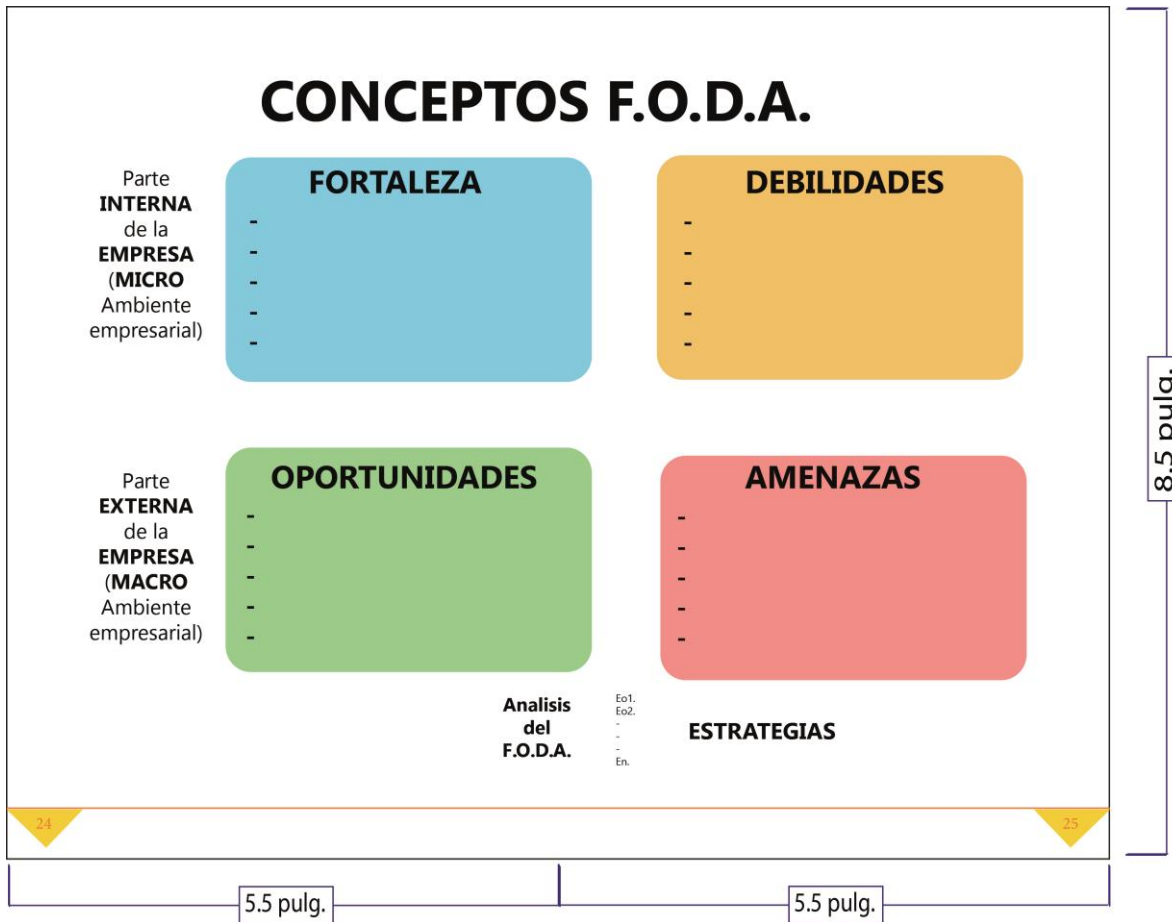 CONCEPTOS F.O.D.A.
Parte
INTERNA
de la
EMPRESA
(MICRO
Ambiente
empresarial)
FORTALEZA
-
-
-
-
-
DEBILIDADES
-
-
-
-
-
Parte
EXTERNA
de la
EMPRESA
(MACRO
Ambiente
empresarial)
OPORTUNIDADES
-
-
-
-
-
AMENAZAS
-
-
-
-
-
Analisis
del
F.O.D.A.
Eo1.
Eo2.
-
-
-
En.
ESTRATEGIAS
24
25
5.5 pulg.
5.5 pulg.
8.5 pulg.